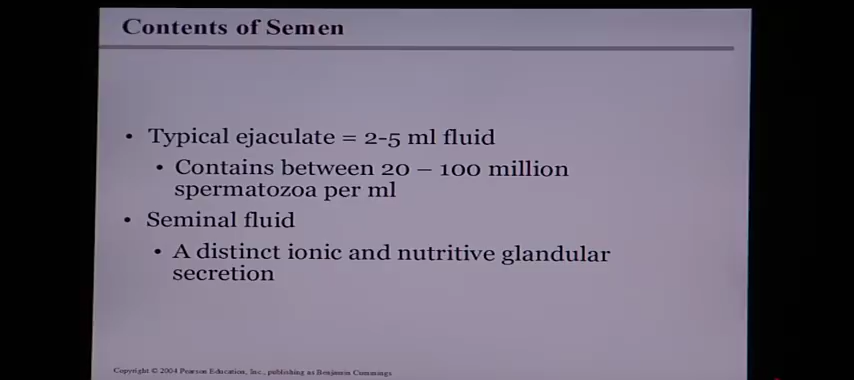 Contents of Semen
• Typical ejaculate = 2-5 ml fluid
• Contains between 20 – 100 million
spermatozoa per ml
• Seminal fluid
• A distinct ionic and nutritive glandular
secretion
Copyright © 2004 Pearson Education, Inc., publishing as Benjamin Cummings